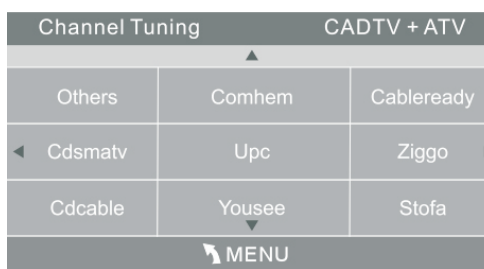 Channel Tuning CADTV + ATV
Others Comhem Cableready
Cdsmatv Upc Ziggo
Cdcable Yousee Stofa
MENU